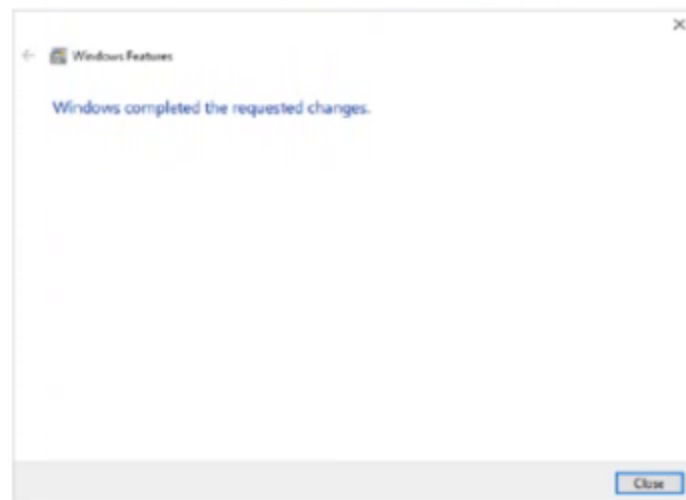 Windows Features
Windows completed the requested changes.
Close